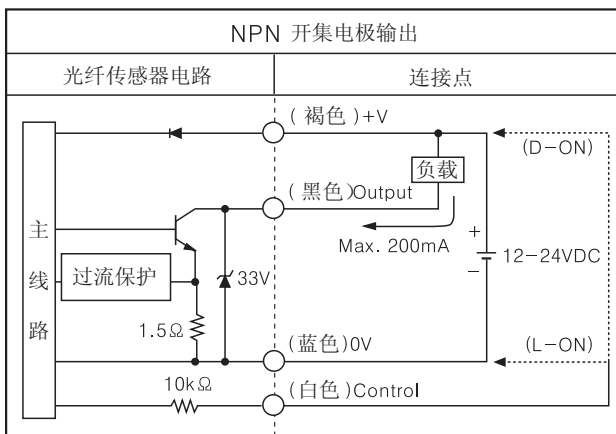 NPN 开集电极输出
光纤传感器电路
连接点
(褐色)+V
(D-ON)
负载
(黑色)Output
Max. 200mA
主线路
+
12-24VDC
-
过流保护
33V
1.5Ω
(蓝色)0V
(L-ON)
10kΩ
(白色)Control